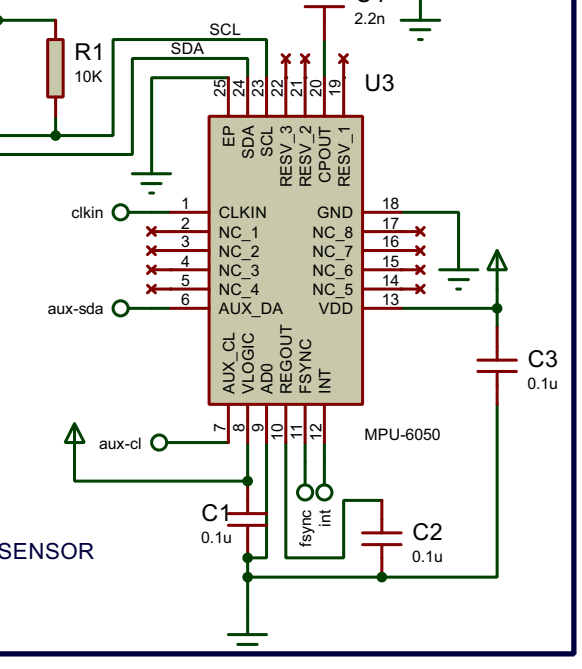 2.2n
SCL
SDA
R1
10K
U3
25
24
23
22
21
20
19
EP
SDA
SCL
RESV_3
RESV_2
CPOUT
RESV_1
clkin
1
CLKIN
GND
18
2
NC_1
NC_8
17
3
NC_2
NC_7
16
4
NC_3
NC_6
15
5
NC_4
NC_5
14
aux-sda
6
AUX_DA
VDD
13
AUX_CL
VLOGIC
AD0
REGOUT
FSYNC
INT
C3
0.1u
7
8
9
10
11
12
MPU-6050
aux-cl
C1
0.1u
fsync
int
C2
0.1u
SENSOR